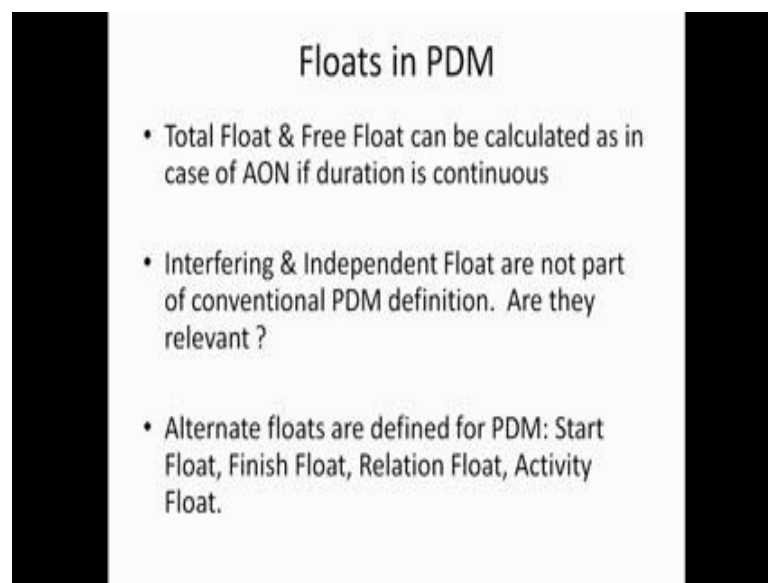 Floats in PDM
• Total Float & Free Float can be calculated as in
case of AON if duration is continuous
• Interfering & Independent Float are not part
of conventional PDM definition. Are they
relevant ?
• Alternate floats are defined for PDM: Start
Float, Finish Float, Relation Float, Activity
Float.